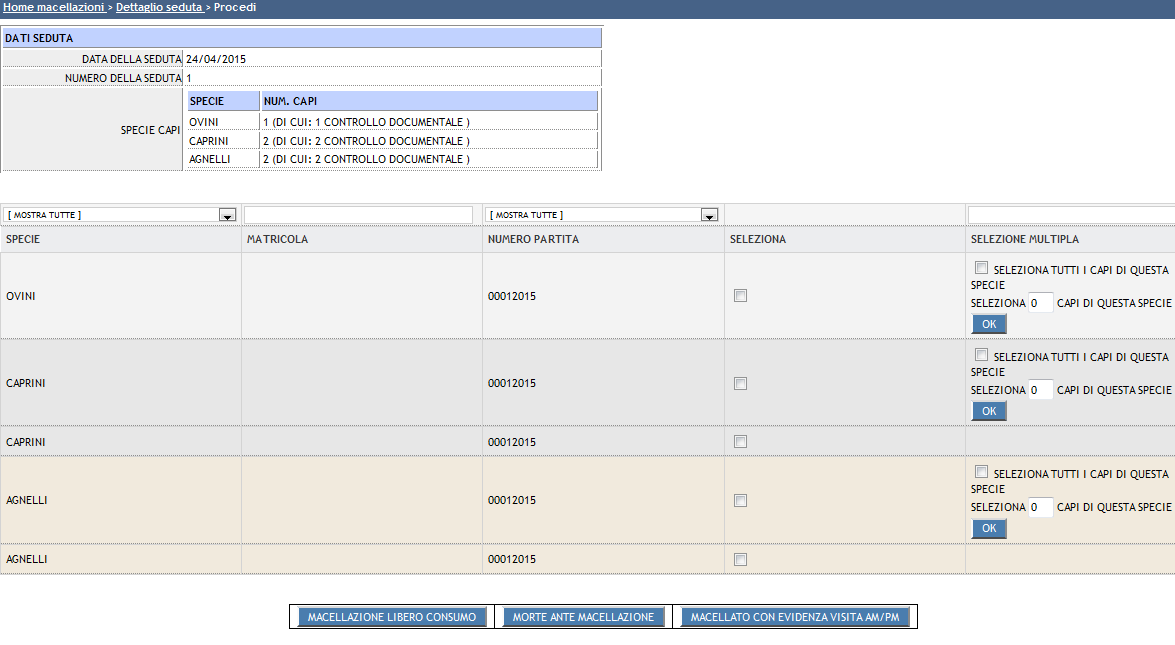 Home macellazioni > Dettaglio seduta > Procedi
DATI SEDUTA
DATA DELLA SEDUTA 24/04/2015
NUMERO DELLA SEDUTA 1
SPECIE CAPI
SPECIE NUM. CAPI
OVINI 1 (DI CUI: 1 CONTROLLO DOCUMENTALE )
CAPRINI 2 (DI CUI: 2 CONTROLLO DOCUMENTALE )
AGNELLI 2 (DI CUI: 2 CONTROLLO DOCUMENTALE )
[ MOSTRA TUTTE ] [ MOSTRA TUTTE ]
SPECIE MATRICOLA NUMERO PARTITA SELEZIONA SELEZIONE MULTIPLA
OVINI 00012015
SELEZIONA TUTTI I CAPI DI QUESTA
SPECIE
SELEZIONA 0 CAPI DI QUESTA SPECIE
OK
CAPRINI 00012015
SELEZIONA TUTTI I CAPI DI QUESTA
SPECIE
SELEZIONA 0 CAPI DI QUESTA SPECIE
OK
CAPRINI 00012015
AGNELLI 00012015
SELEZIONA TUTTI I CAPI DI QUESTA
SPECIE
SELEZIONA 0 CAPI DI QUESTA SPECIE
OK
AGNELLI 00012015
MACELLAZIONE LIBERO CONSUMO MORTE ANTE MACELLAZIONE MACELLATO CON EVIDENZA VISITA AM/PM